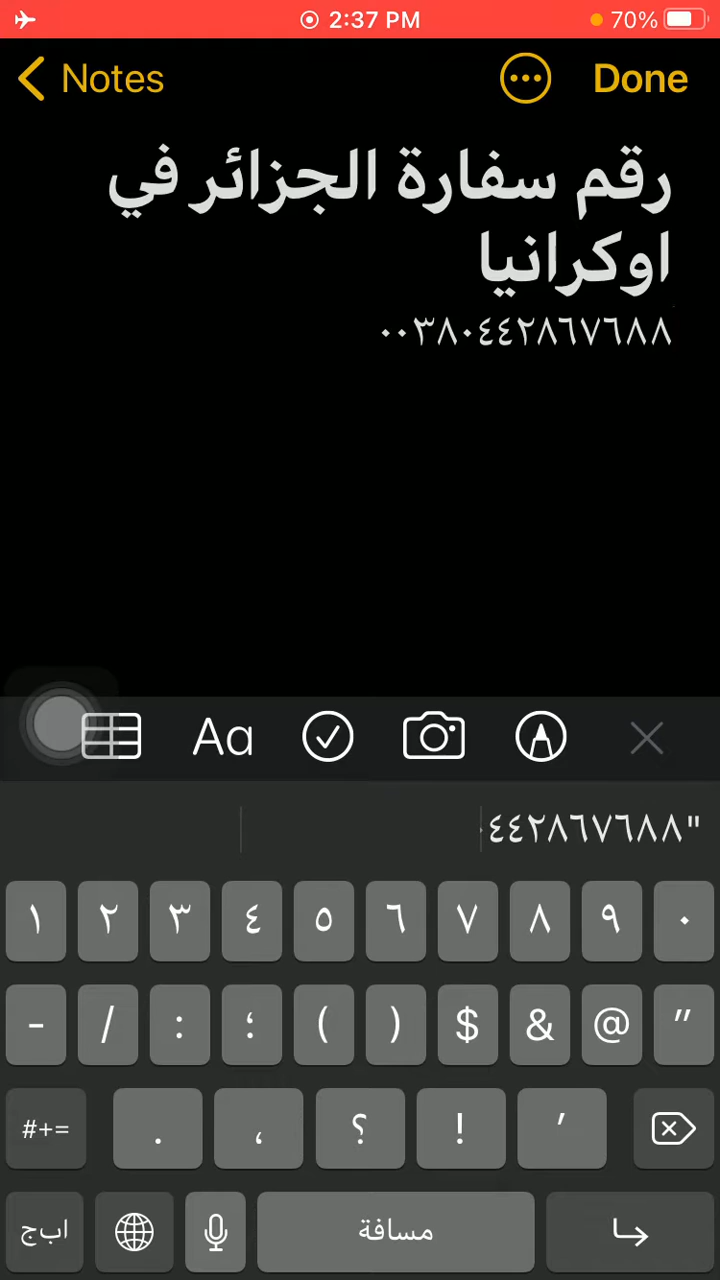 2:37 PM
70%
Notes
Done
رقم سفارة الجزائر في
اوكرانيا
٠٠٣٨٠٤٤٢٨٦٧٦٨٨
Aa
٤٤٢٨٦٧٦٨٨"
١ ٢ ٣ ٤ ٥ ٦ ٧ ٨ ٩ ٠
- / : ؛ ( ) $ & @ ”
#+= . ، ؟ ! ’
اب‌ج مسافة